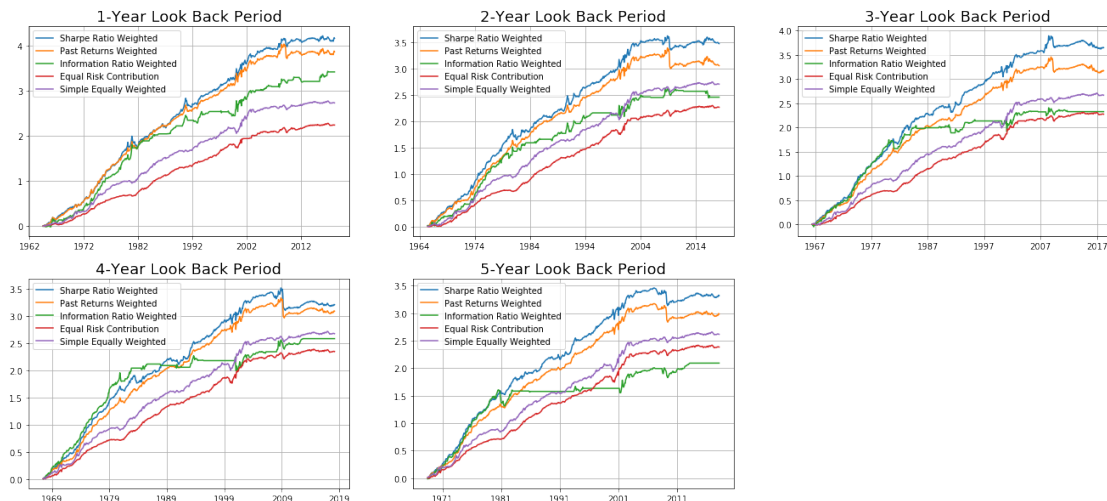 1-Year Look Back Period
Sharpe Ratio Weighted
Past Returns Weighted
Information Ratio Weighted
Equal Risk Contribution
Simple Equally Weighted
4
3
2
1
0
1962 1972 1982 1992 2002 2012
2-Year Look Back Period
Sharpe Ratio Weighted
Past Returns Weighted
Information Ratio Weighted
Equal Risk Contribution
Simple Equally Weighted
3.5
3.0
2.5
2.0
1.5
1.0
0.5
0.0
1964 1974 1984 1994 2004 2014
3-Year Look Back Period
Sharpe Ratio Weighted
Past Returns Weighted
Information Ratio Weighted
Equal Risk Contribution
Simple Equally Weighted
4.0
3.5
3.0
2.5
2.0
1.5
1.0
0.5
0.0
1967 1977 1987 1997 2007 2017
4-Year Look Back Period
Sharpe Ratio Weighted
Past Returns Weighted
Information Ratio Weighted
Equal Risk Contribution
Simple Equally Weighted
3.5
3.0
2.5
2.0
1.5
1.0
0.5
0.0
1969 1979 1989 1999 2009 2019
5-Year Look Back Period
Sharpe Ratio Weighted
Past Returns Weighted
Information Ratio Weighted
Equal Risk Contribution
Simple Equally Weighted
3.5
3.0
2.5
2.0
1.5
1.0
0.5
0.0
1971 1981 1991 2001 2011